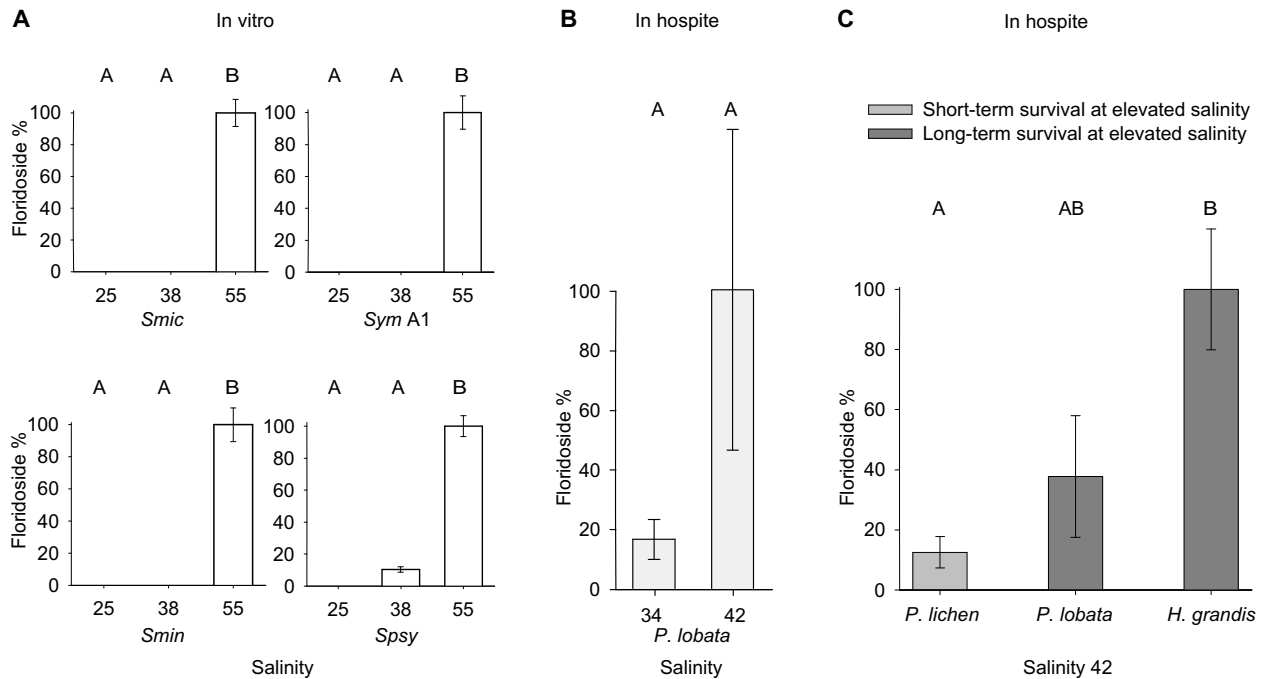 A
In vitro
A A B
Floridoside %
100
80
60
40
20
0
25 38 55
Smic
A A B
100
80
60
40
20
0
25 38 55
Sym A1
A A B
Floridoside %
100
80
60
40
20
0
25 38 55
Smin
A A B
100
80
60
40
20
0
25 38 55
Spsy
Salinity
B
In hospite
A A
Floridoside %
100
80
60
40
20
0
34 42
P. lobata
Salinity
C
In hospite
Short-term survival at elevated salinity
Long-term survival at elevated salinity
A AB B
Floridoside %
100
80
60
40
20
0
P. lichen P. lobata H. grandis
Salinity 42